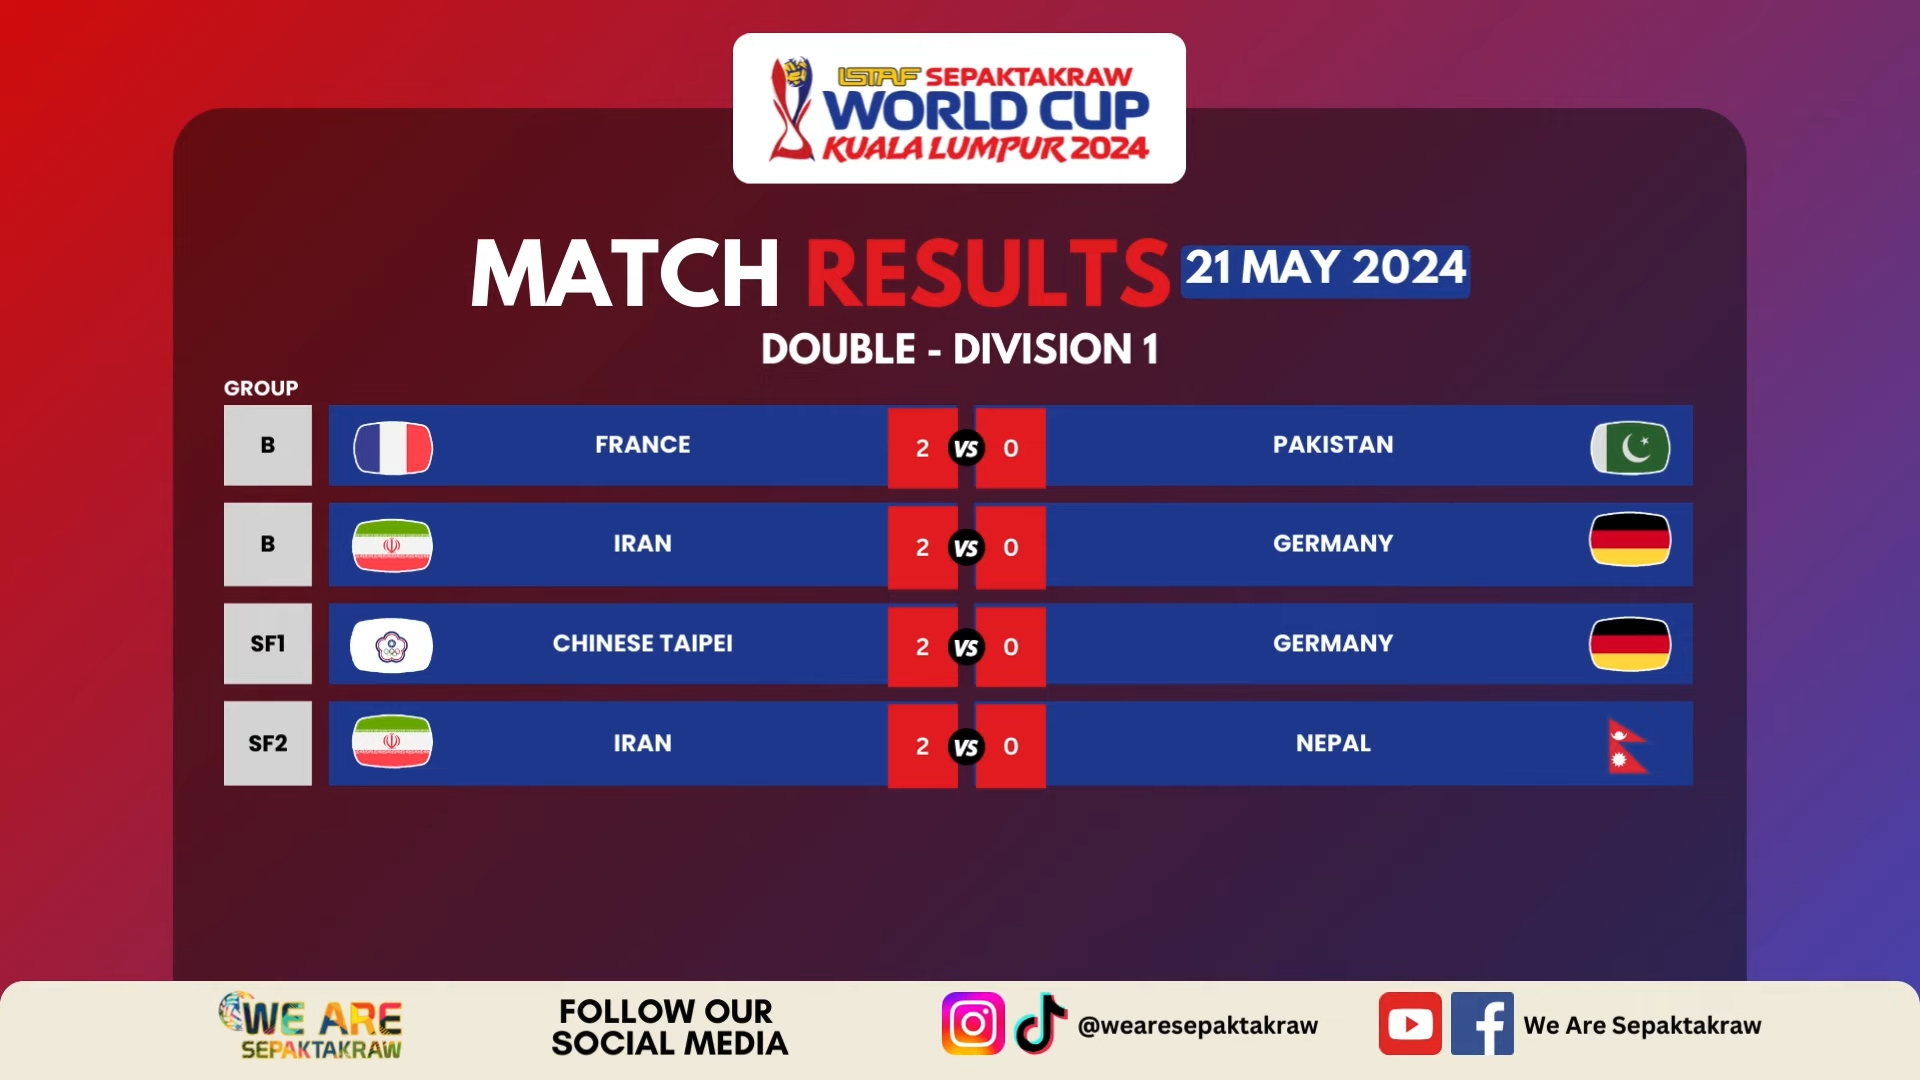 ISTAF SEPAKTAKRAW
WORLD CUP
KUALA LUMPUR 2024
MATCH RESULTS 21 MAY 2024
DOUBLE - DIVISION 1
GROUP
B FRANCE 2 VS 0 PAKISTAN
B IRAN 2 VS 0 GERMANY
SF1 CHINESE TAIPEI 2 VS 0 GERMANY
SF2 IRAN 2 VS 0 NEPAL
WE ARE
SEPAKTAKRAW
FOLLOW OUR
SOCIAL MEDIA
@wearesepaktakraw
We Are Sepaktakraw